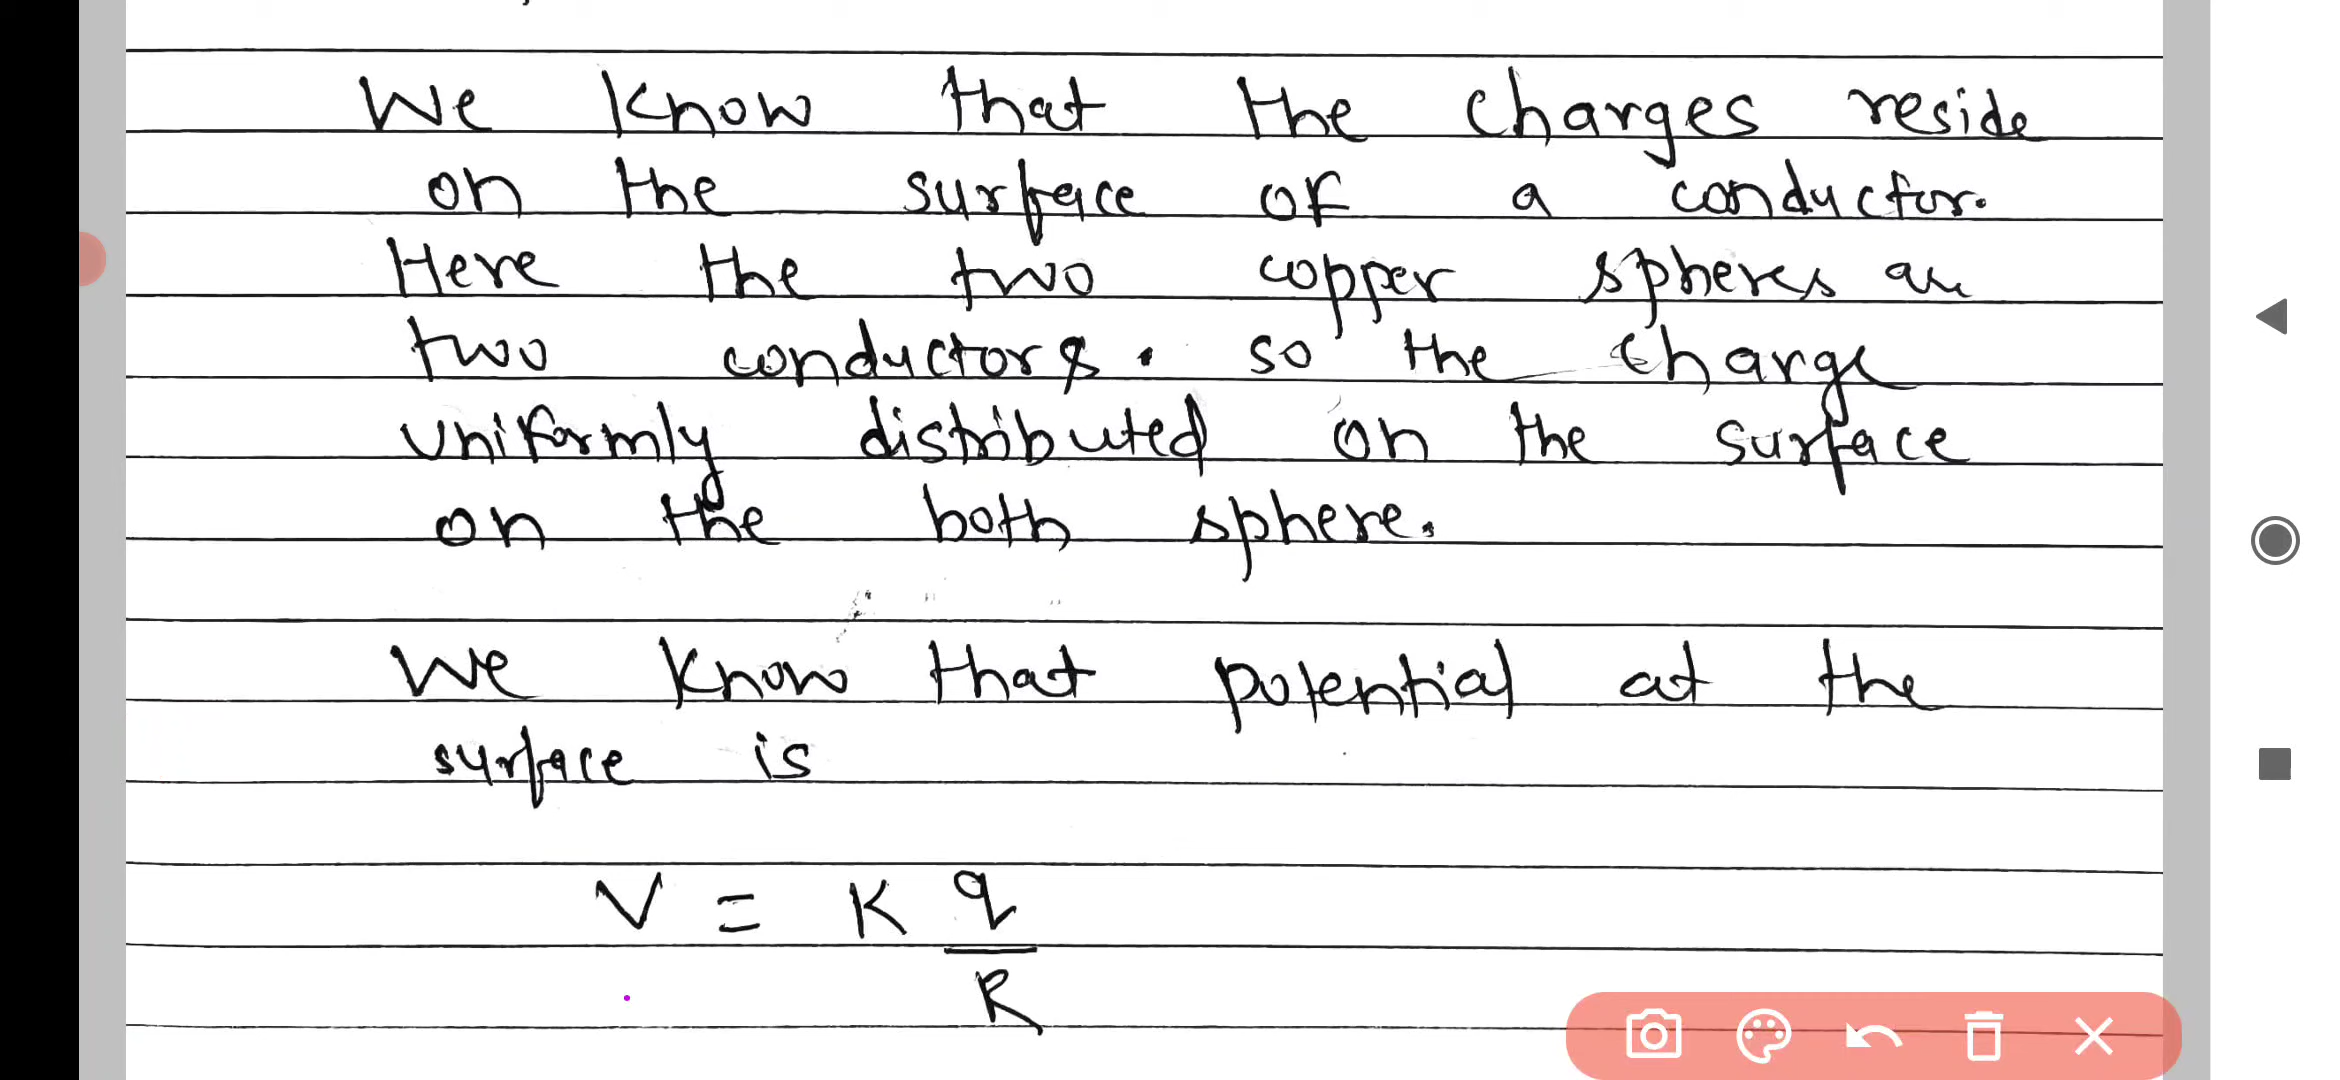 We know that the charges reside
on the surface of a conductor.
Here the two copper spheres are
two conductors. so the charge
uniformly distributed on the surface
on the both sphere.
We know that potential at the
surface is
V = K q
R